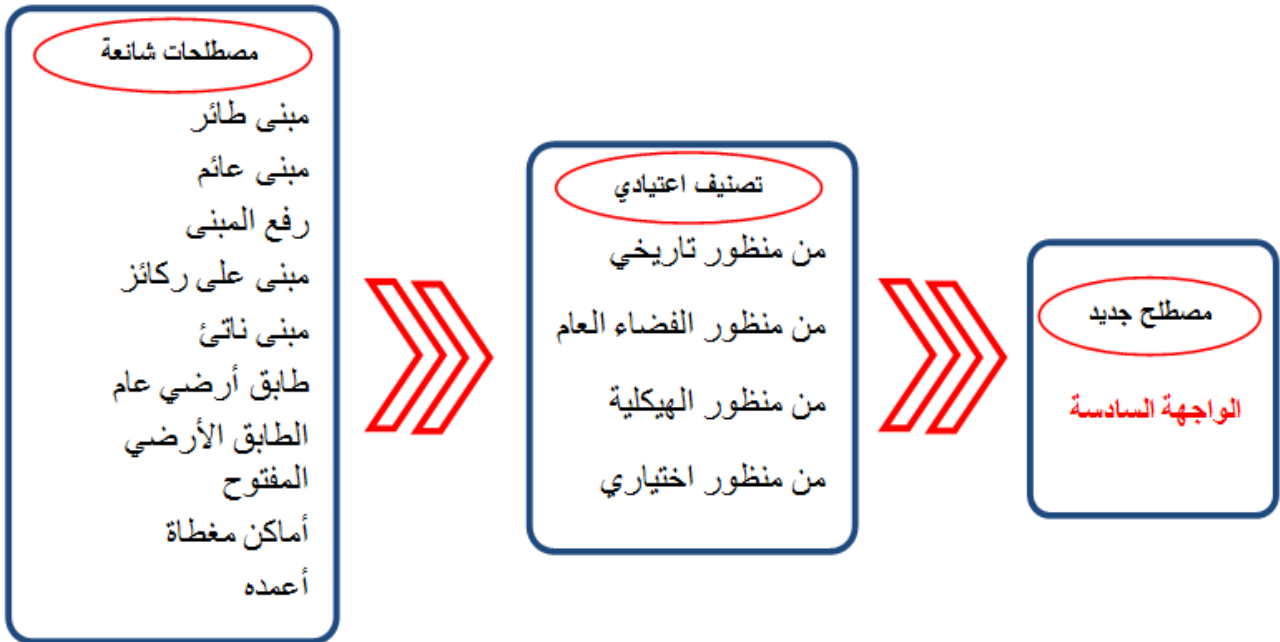 مصطلحات شائعة
مبنى طائر
مبنى عائم
رفع المبنى
مبنى على ركائز
مبنى ناتئ
طابق أرضي عام
الطابق الأرضي
المفتوح
أماكن مغطاة
أعمده
تصنيف اعتيادي
من منظور تاريخي
من منظور الفضاء العام
من منظور الهيكلية
من منظور اختياري
مصطلح جديد
الواجهة السادسة